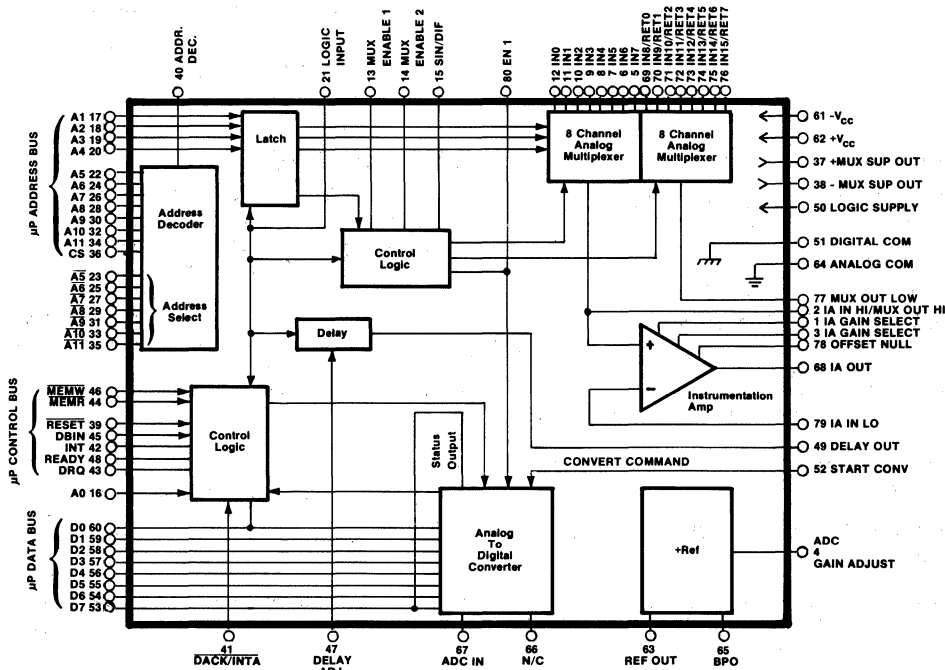 40 ADDR.
DEC.
21 LOGIC
INPUT
13 MUX
ENABLE 1
14 MUX
ENABLE 2
15 SIN/DIF
80 EN 1
12 IN0
11 IN1
10 IN2
9 IN3
8 IN4
7 IN5
6 IN6
5 IN7
69 IN8/RET0
70 IN9/RET1
71 IN10/RET2
72 IN11/RET3
73 IN12/RET4
74 IN13/RET5
75 IN14/RET6
76 IN15/RET7
µP ADDRESS BUS
A1 17
A2 18
A3 19
A4 20
A5 22
A6 24
A7 26
A8 28
A9 30
A10 32
A11 34
CS 36
A5 23
A6 25
A7 27
A8 29
A9 31
A10 33
A11 35
Address
Decoder
Address
Select
Latch
Control
Logic
Delay
8 Channel
Analog
Multiplexer
8 Channel
Analog
Multiplexer
61 -VCC
62 +VCC
37 +MUX SUP OUT
38 - MUX SUP OUT
50 LOGIC SUPPLY
51 DIGITAL COM
64 ANALOG COM
77 MUX OUT LOW
2 IA IN HI/MUX OUT HI
1 IA GAIN SELECT
3 IA GAIN SELECT
78 OFFSET NULL
68 IA OUT
+
−
Instrumentation
Amp
79 IA IN LO
49 DELAY OUT
CONVERT COMMAND
52 START CONV
µP CONTROL BUS
MEMW 46
MEMR 44
RESET 39
DBIN 45
INT 42
READY 48
DRQ 43
A0 16
Control
Logic
Status
Output
µP DATA BUS
D0 60
D1 59
D2 58
D3 57
D4 56
D5 55
D6 54
D7 53
Analog
To
Digital
Converter
+Ref
ADC
4
GAIN ADJUST
41
DACK/INTA
47
DELAY
ADJ
67
ADC IN
66
N/C
63
REF OUT
65
BPO